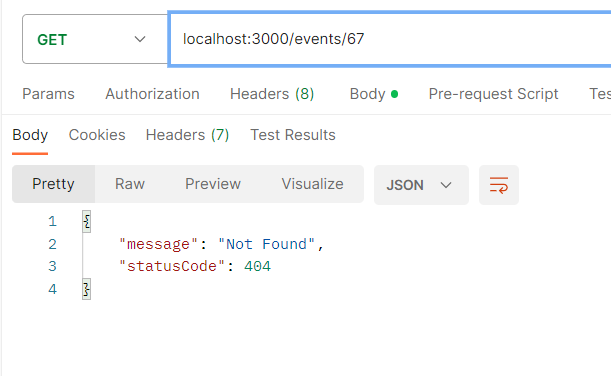 GET localhost:3000/events/67
Params Authorization Headers (8) Body Pre-request Script Tes
Body Cookies Headers (7) Test Results
Pretty Raw Preview Visualize JSON
1 {
2 "message": "Not Found",
3 "statusCode": 404
4 }